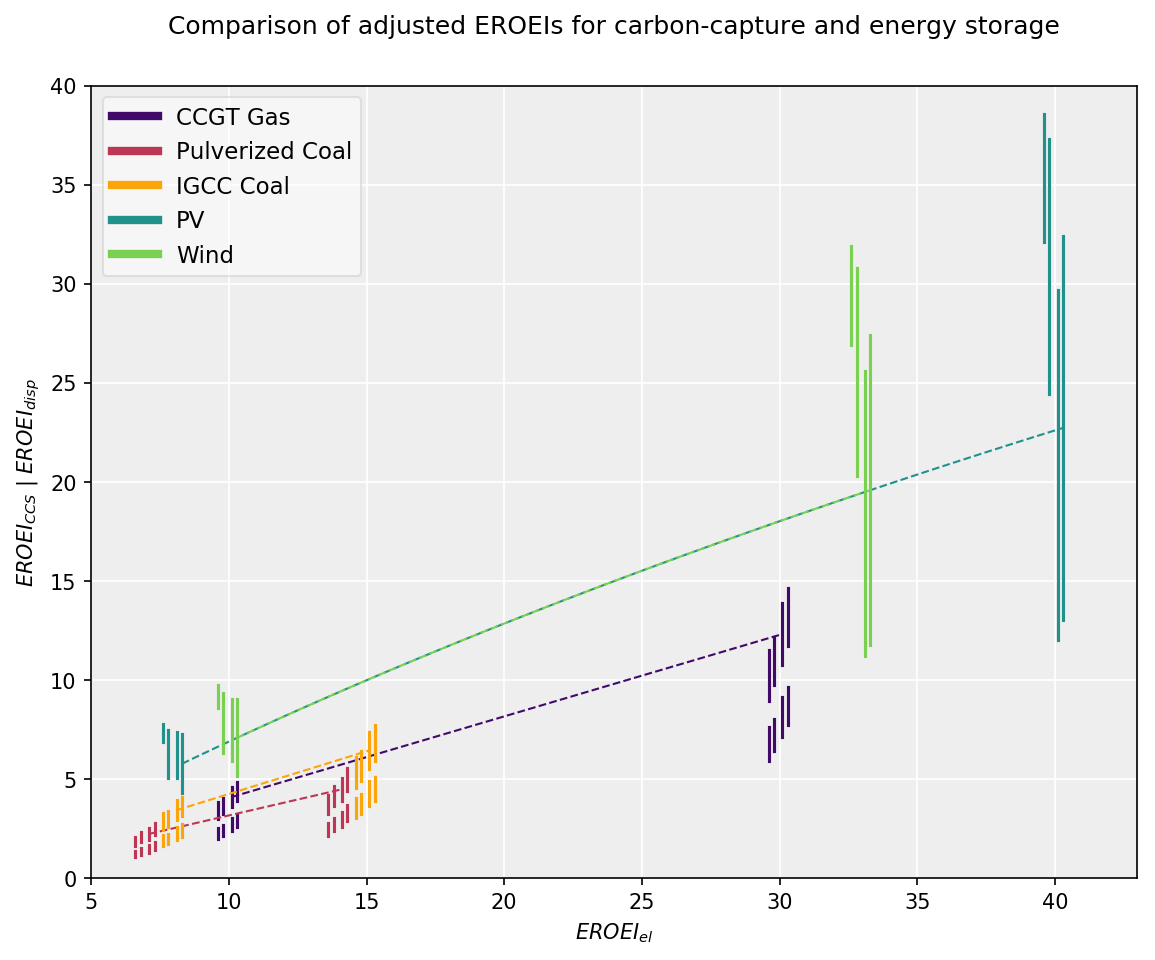 Comparison of adjusted EROEIs for carbon-capture and energy storage
40
35
30
25
20
15
10
5
0
EROEI_CCS | EROEI_disp
CCGT Gas
Pulverized Coal
IGCC Coal
PV
Wind
5 10 15 20 25 30 35 40
EROEI_el